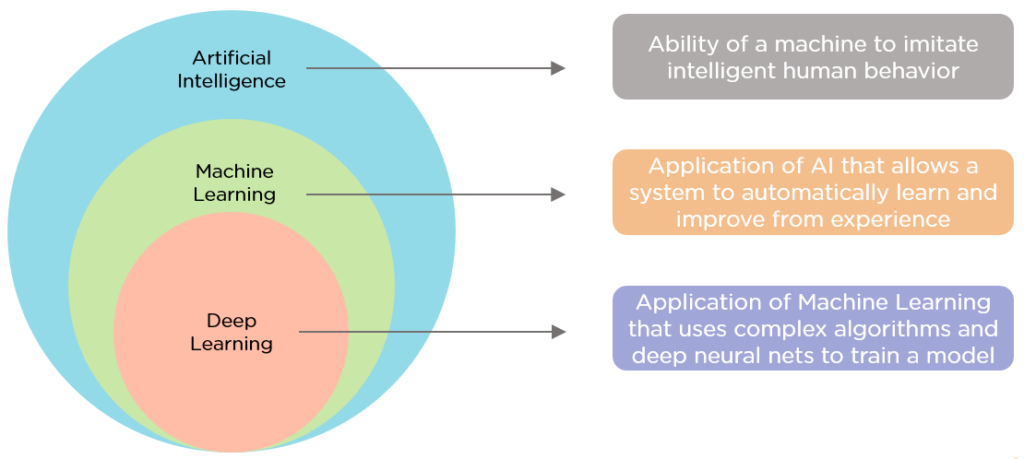 Artificial
Intelligence
Ability of a machine to imitate
intelligent human behavior
Machine
Learning
Application of AI that allows a
system to automatically learn and
improve from experience
Deep
Learning
Application of Machine Learning
that uses complex algorithms and
deep neural nets to train a model